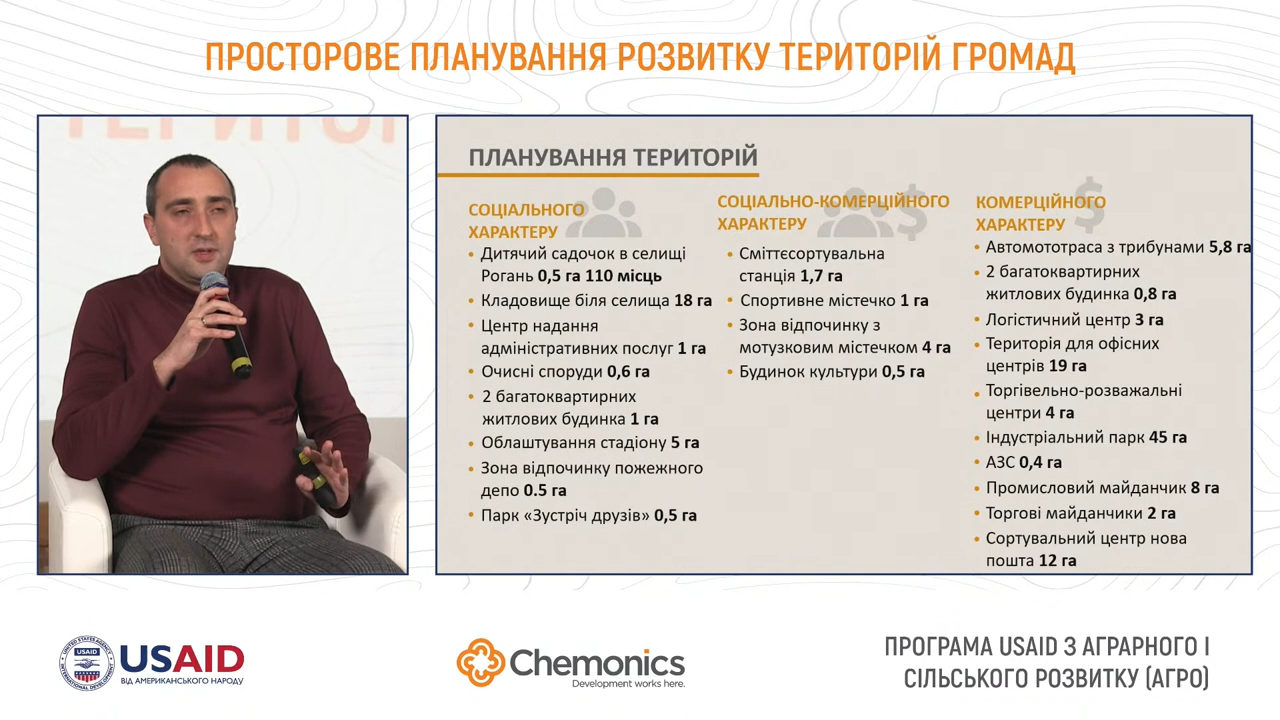 ПРОСТОРОВЕ ПЛАНУВАННЯ РОЗВИТКУ ТЕРИТОРІЙ ГРОМАД
ПЛАНУВАННЯ ТЕРИТОРІЙ
СОЦІАЛЬНОГО
ХАРАКТЕРУ
• Дитячий садочок в селищі
Рогань 0,5 га 110 місць
• Кладовище біля селища 18 га
• Центр надання
адміністративних послуг 1 га
• Очисні споруди 0,6 га
• 2 багатоквартирних
житлових будинка 1 га
• Облаштування стадіону 5 га
• Зона відпочинку пожежного
депо 0.5 га
• Парк «Зустріч друзів» 0,5 га
СОЦІАЛЬНО-КОМЕРЦІЙНОГО
ХАРАКТЕРУ
• Сміттєсортувальна
станція 1,7 га
• Спортивне містечко 1 га
• Зона відпочинку з
мотузковим містечком 4 га
• Будинок культури 0,5 га
КОМЕРЦІЙНОГО
ХАРАКТЕРУ
• Автомототраса з трибунами 5,8 га
• 2 багатоквартирних
житлових будинка 0,8 га
• Логістичний центр 3 га
• Територія для офісних
центрів 19 га
• Торгівельно-розважальні
центри 4 га
• Індустріальний парк 45 га
• АЗС 0,4 га
• Промисловий майданчик 8 га
• Торгові майданчики 2 га
• Сортувальний центр нова
пошта 12 га
USAID
ВІД АМЕРИКАНСЬКОГО НАРОДУ
Chemonics
Development works here.
ПРОГРАМА USAID З АГРАРНОГО І
СІЛЬСЬКОГО РОЗВИТКУ (АГРО)